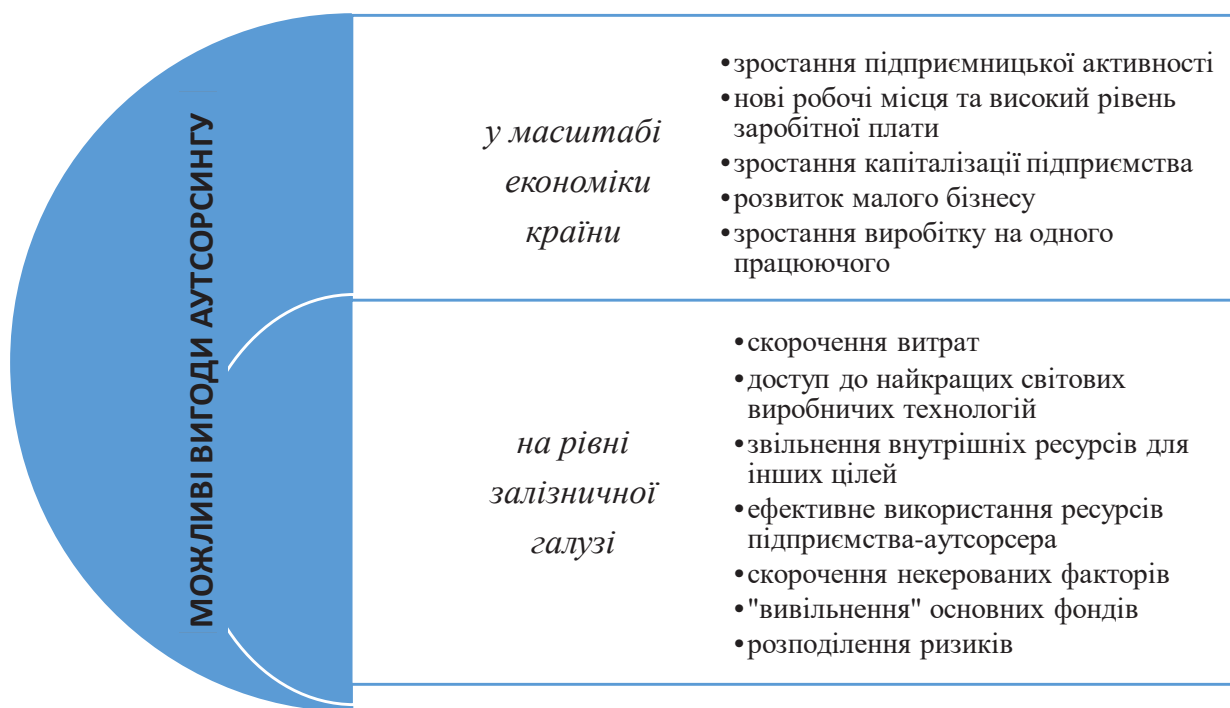 МОЖЛИВІ ВИГОДИ АУТСОРСИНГУ
у масштабі
економіки
країни
•зростання підприємницької активності
•нові робочі місця та високий рівень
заробітної плати
•зростання капіталізації підприємства
•розвиток малого бізнесу
•зростання виробітку на одного
працюючого
на рівні
залізничної
галузі
•скорочення витрат
•доступ до найкращих світових
виробничих технологій
•звільнення внутрішніх ресурсів для
інших цілей
•ефективне використання ресурсів
підприємства-аутсорсера
•скорочення некерованих факторів
•"вивільнення" основних фондів
•розподілення ризиків